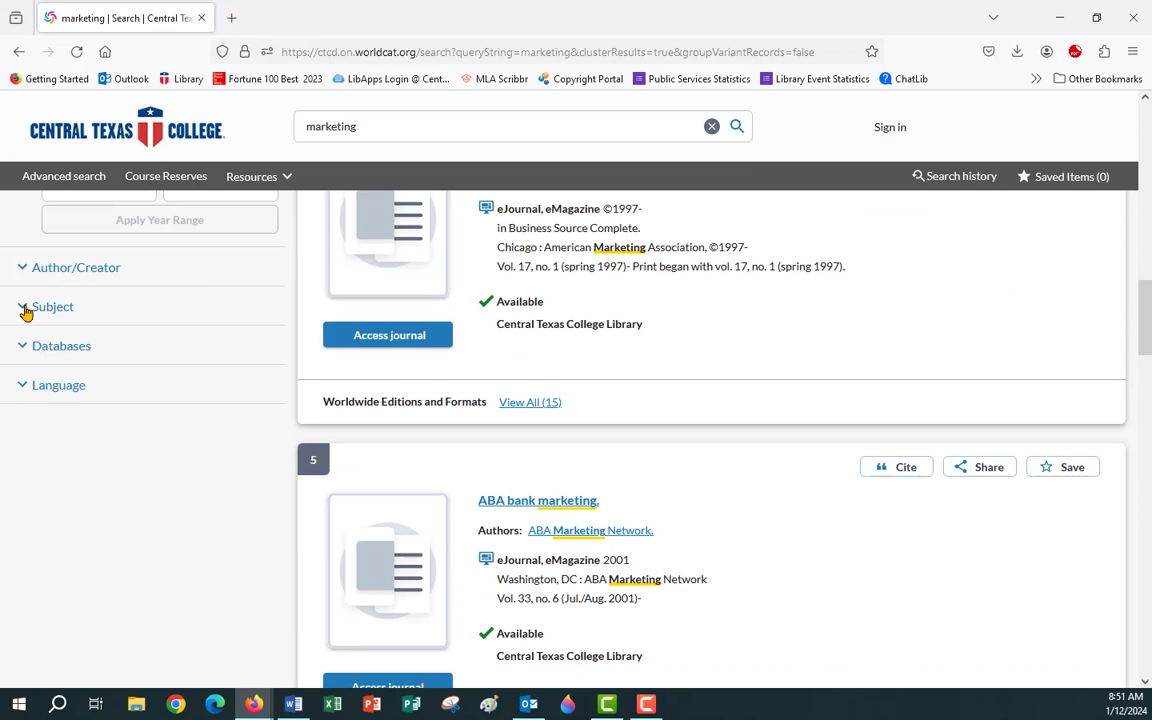 marketing | Search | Central Tex
https://ctcd.on.worldcat.org/search?queryString=marketing&clusterResults=true&groupVariantRecords=false
Getting Started Outlook Library Fortune 100 Best 2023 LibApps Login @ Cent... MLA Scribbr Copyright Portal Public Services Statistics Library Event Statistics ChatLib Other Bookmarks
CENTRAL TEXAS COLLEGE
marketing
Sign in
Advanced search Course Reserves Resources Search history Saved Items (0)
Apply Year Range
Author/Creator
Subject
Databases
Language
eJournal, eMagazine ©1997-
in Business Source Complete.
Chicago : American Marketing Association, ©1997-
Vol. 17, no. 1 (spring 1997)- Print began with vol. 17, no. 1 (spring 1997).
Available
Central Texas College Library
Access journal
Worldwide Editions and Formats View All (15)
5
Cite Share Save
ABA bank marketing.
Authors: ABA Marketing Network.
eJournal, eMagazine 2001
Washington, DC : ABA Marketing Network
Vol. 33, no. 6 (Jul./Aug. 2001)-
Available
Central Texas College Library
Access journal
8:51 AM
1/12/2024